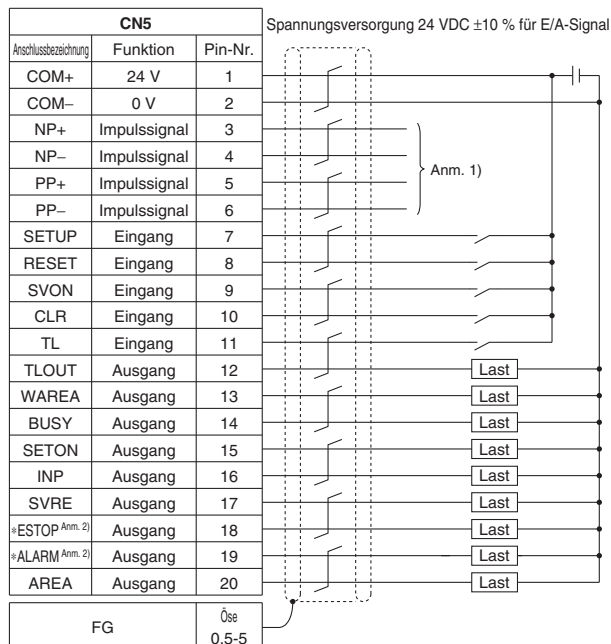 CN5
Spannungsversorgung 24 VDC ±10 % für E/A-Signal
Anschlussbezeichnung Funktion Pin-Nr.
COM+ 24 V 1
COM− 0 V 2
NP+ Impulssignal 3
NP− Impulssignal 4
Anm. 1)
PP+ Impulssignal 5
PP− Impulssignal 6
SETUP Eingang 7
RESET Eingang 8
SVON Eingang 9
CLR Eingang 10
TL Eingang 11
TLOUT Ausgang 12 Last
WAREA Ausgang 13 Last
BUSY Ausgang 14 Last
SETON Ausgang 15 Last
INP Ausgang 16 Last
SVRE Ausgang 17 Last
*ESTOP Anm. 2) Ausgang 18 Last
*ALARM Anm. 2) Ausgang 19 Last
AREA Ausgang 20 Last
FG Öse
0,5-5